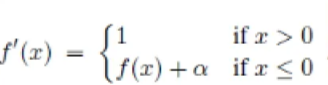 f'(x) = { 1 if x > 0
f(x) + α if x ≤ 0